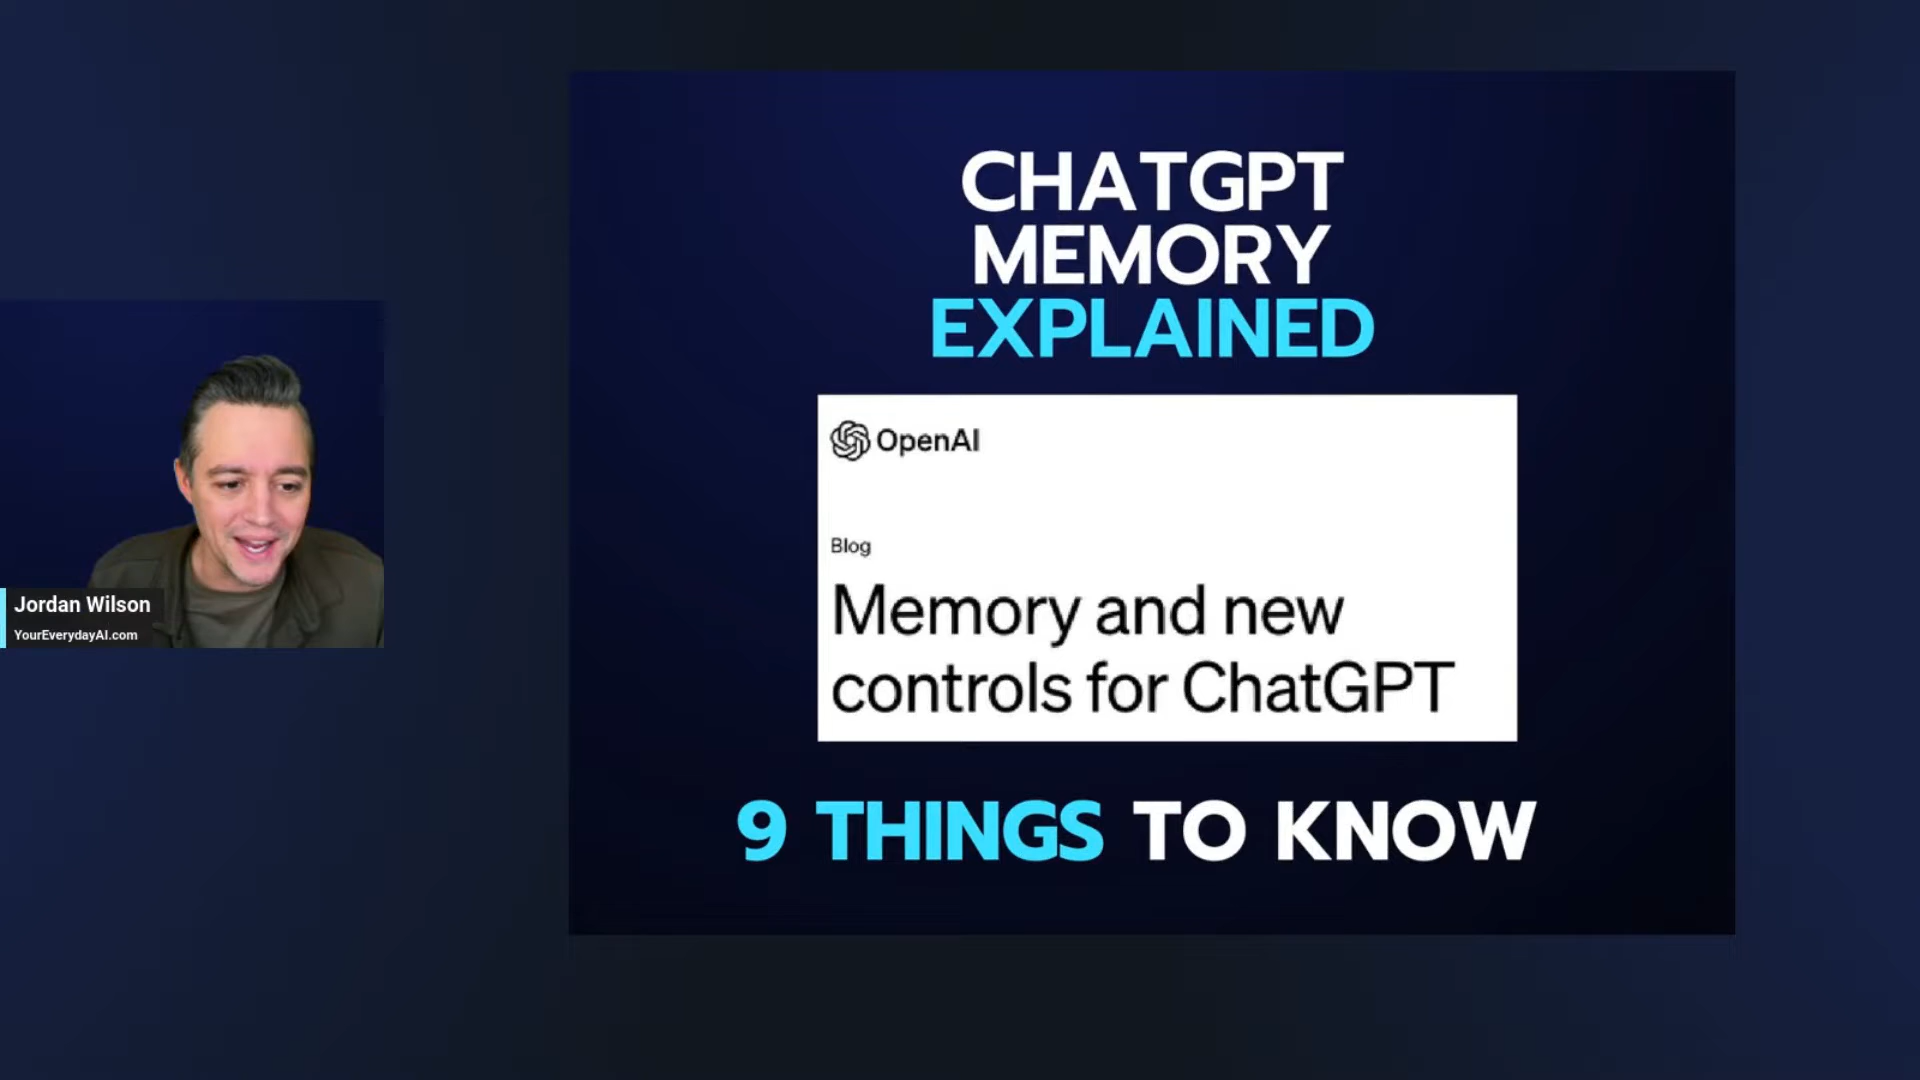 Jordan Wilson
YourEverydayAI.com
CHATGPT
MEMORY
EXPLAINED
OpenAI
Blog
Memory and new
controls for ChatGPT
9 THINGS TO KNOW